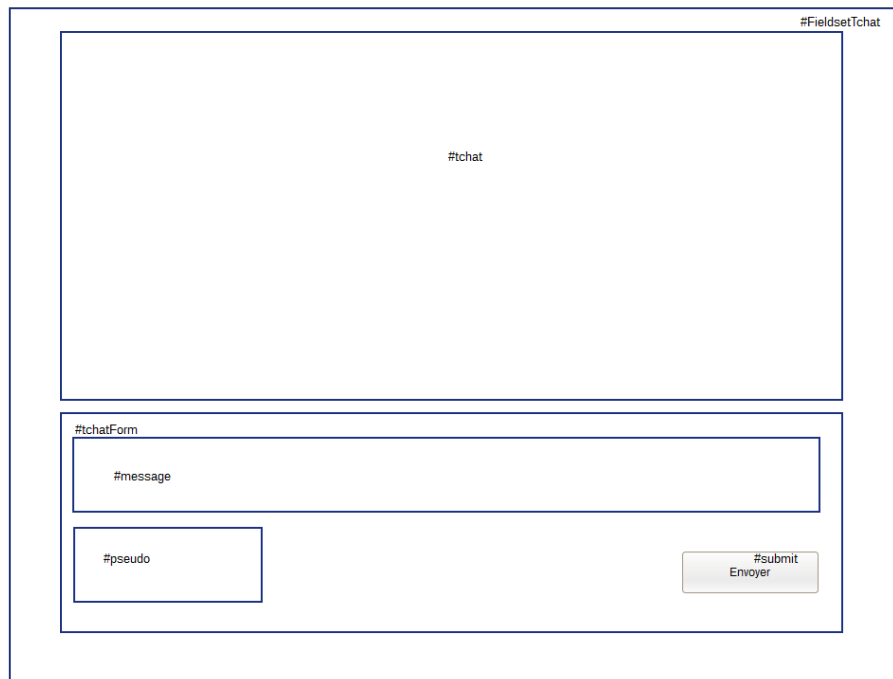 #FieldsetTchat
#tchat
#tchatForm
#message
#pseudo
#submit
Envoyer